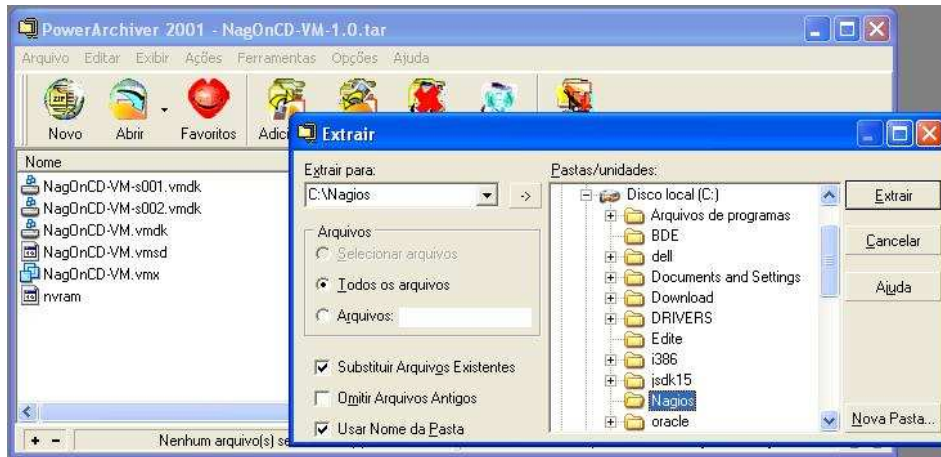 PowerArchiver 2001 - NagOnCD-VM-1.0.tar
Arquivo Editar Exibir Ações Ferramentas Opções Ajuda
Novo Abrir Favoritos Adici
Nome
NagOnCD-VM-s001.vmdk
NagOnCD-VM-s002.vmdk
NagOnCD-VM.vmdk
NagOnCD-VM.vmsd
NagOnCD-VM.vmx
nvram
Nenhum arquivo(s) se
Extrair
Extrair para:
C:\Nagios
->
Arquivos
Selecionar arquivos
Todos os arquivos
Arquivos:
Substituir Arquivos Existentes
Omitir Arquivos Antigos
Usar Nome da Pasta
Pastas/unidades:
Disco local (C:)
Arquivos de programas
BDE
dell
Documents and Settings
Download
DRIVERS
Edite
i386
jsdk15
Nagios
oracle
Extrair
Cancelar
Ajuda
Nova Pasta...